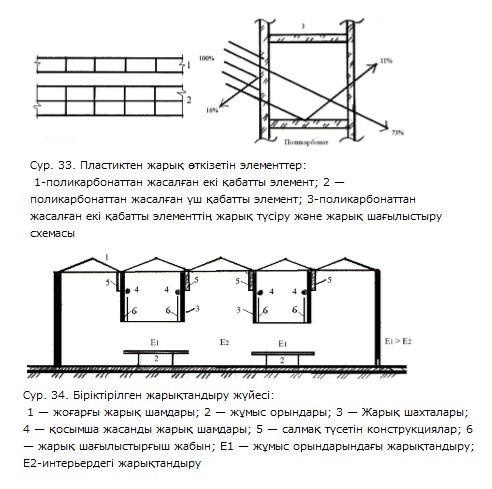 1
2
100%
3
11%
16%
73%
Поликарбонат
Сур. 33. Пластиктен жарық өткізетін элементтер:
1-поликарбонаттан жасалған екі қабатты элемент; 2 —
поликарбонаттан жасалған үш қабатты элемент; 3-поликарбонаттан
жасалған екі қабатты элементтің жарық түсіру және жарық шағылыстыру
схемасы
1
5 4 4 5 5 4 4 5
6 6 3 6 6 3
E1 E2 E1 E1 > E2
2 2
Сур. 34. Біріктірілген жарықтандыру жүйесі:
1 — жоғарғы жарық шамдары; 2 — жұмыс орындары; 3 — Жарық шахталары;
4 — қосымша жасанды жарық шамдары; 5 — салмақ түсетін конструкциялар; 6
— жарық шағылыстырғыш жабын; Е1 — жұмыс орындарындағы жарықтандыру;
Е2-интерьердегі жарықтандыру